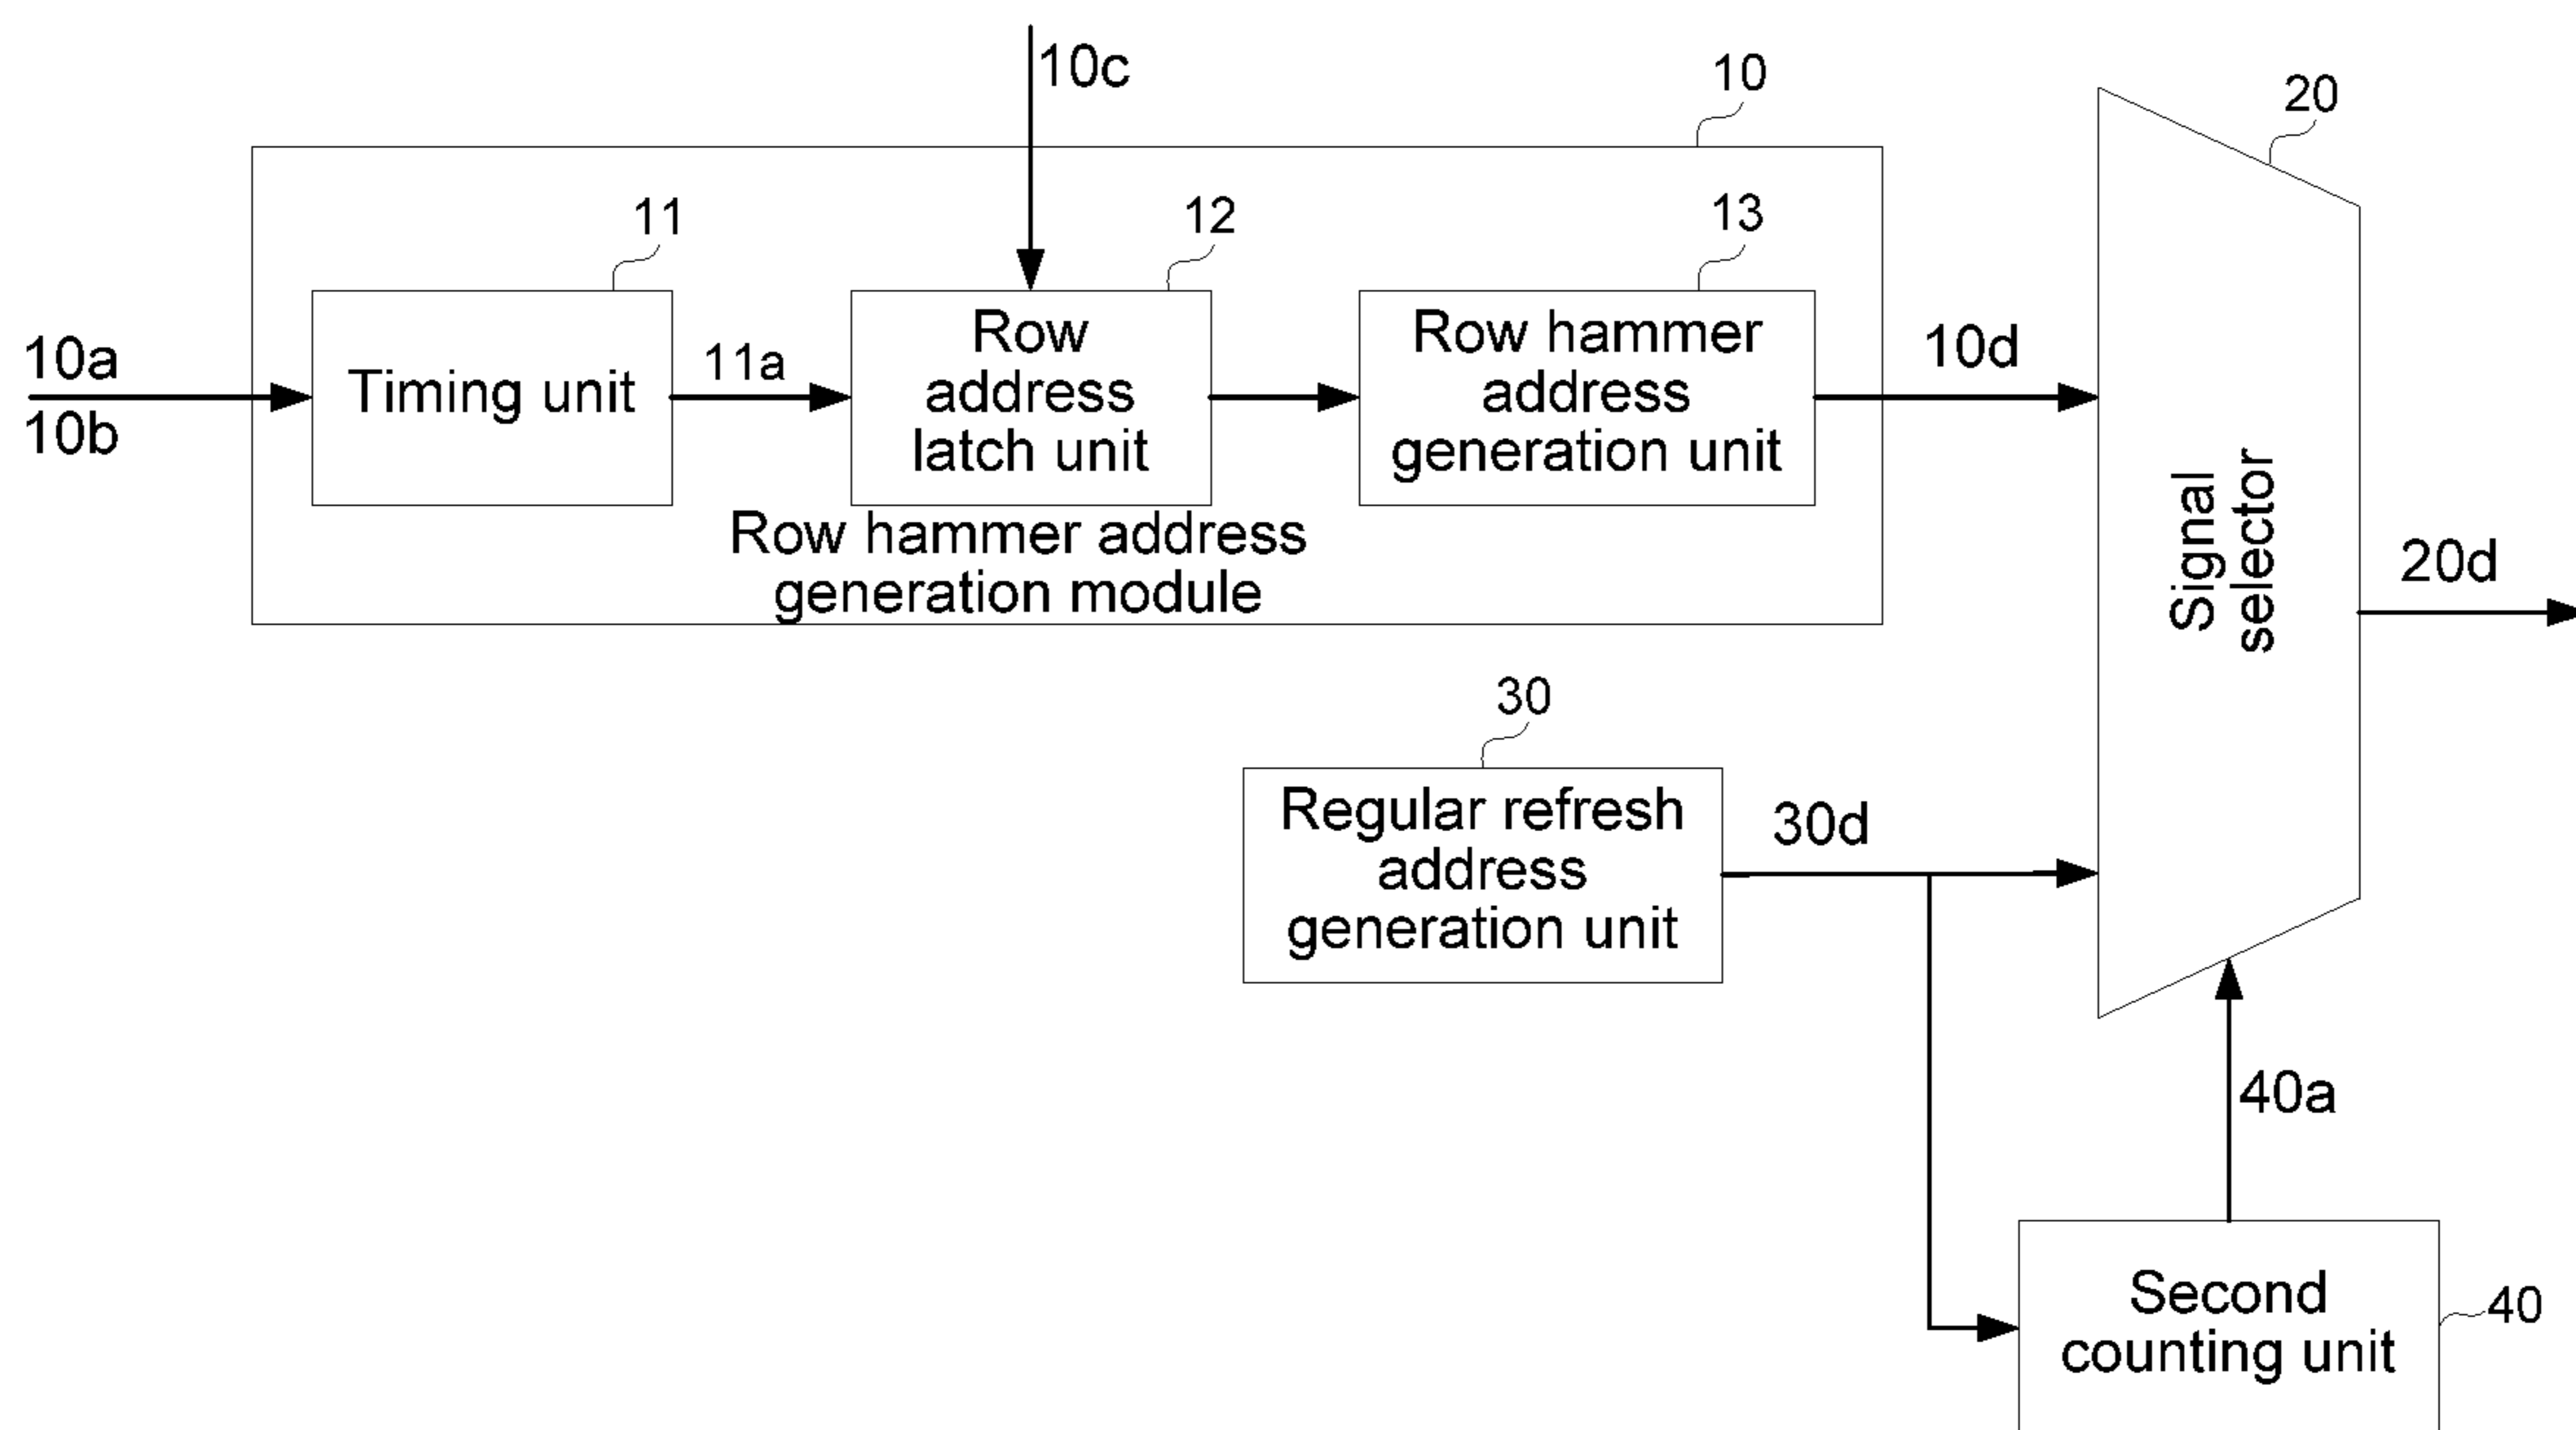 10c
10
20
11
12
13
10a
10b
Timing unit
11a
Row
address
latch unit
Row hammer
address
generation unit
10d
Row hammer address
generation module
Signal
selector
20d
30
Regular refresh
address
generation unit
30d
40a
Second
counting unit
40